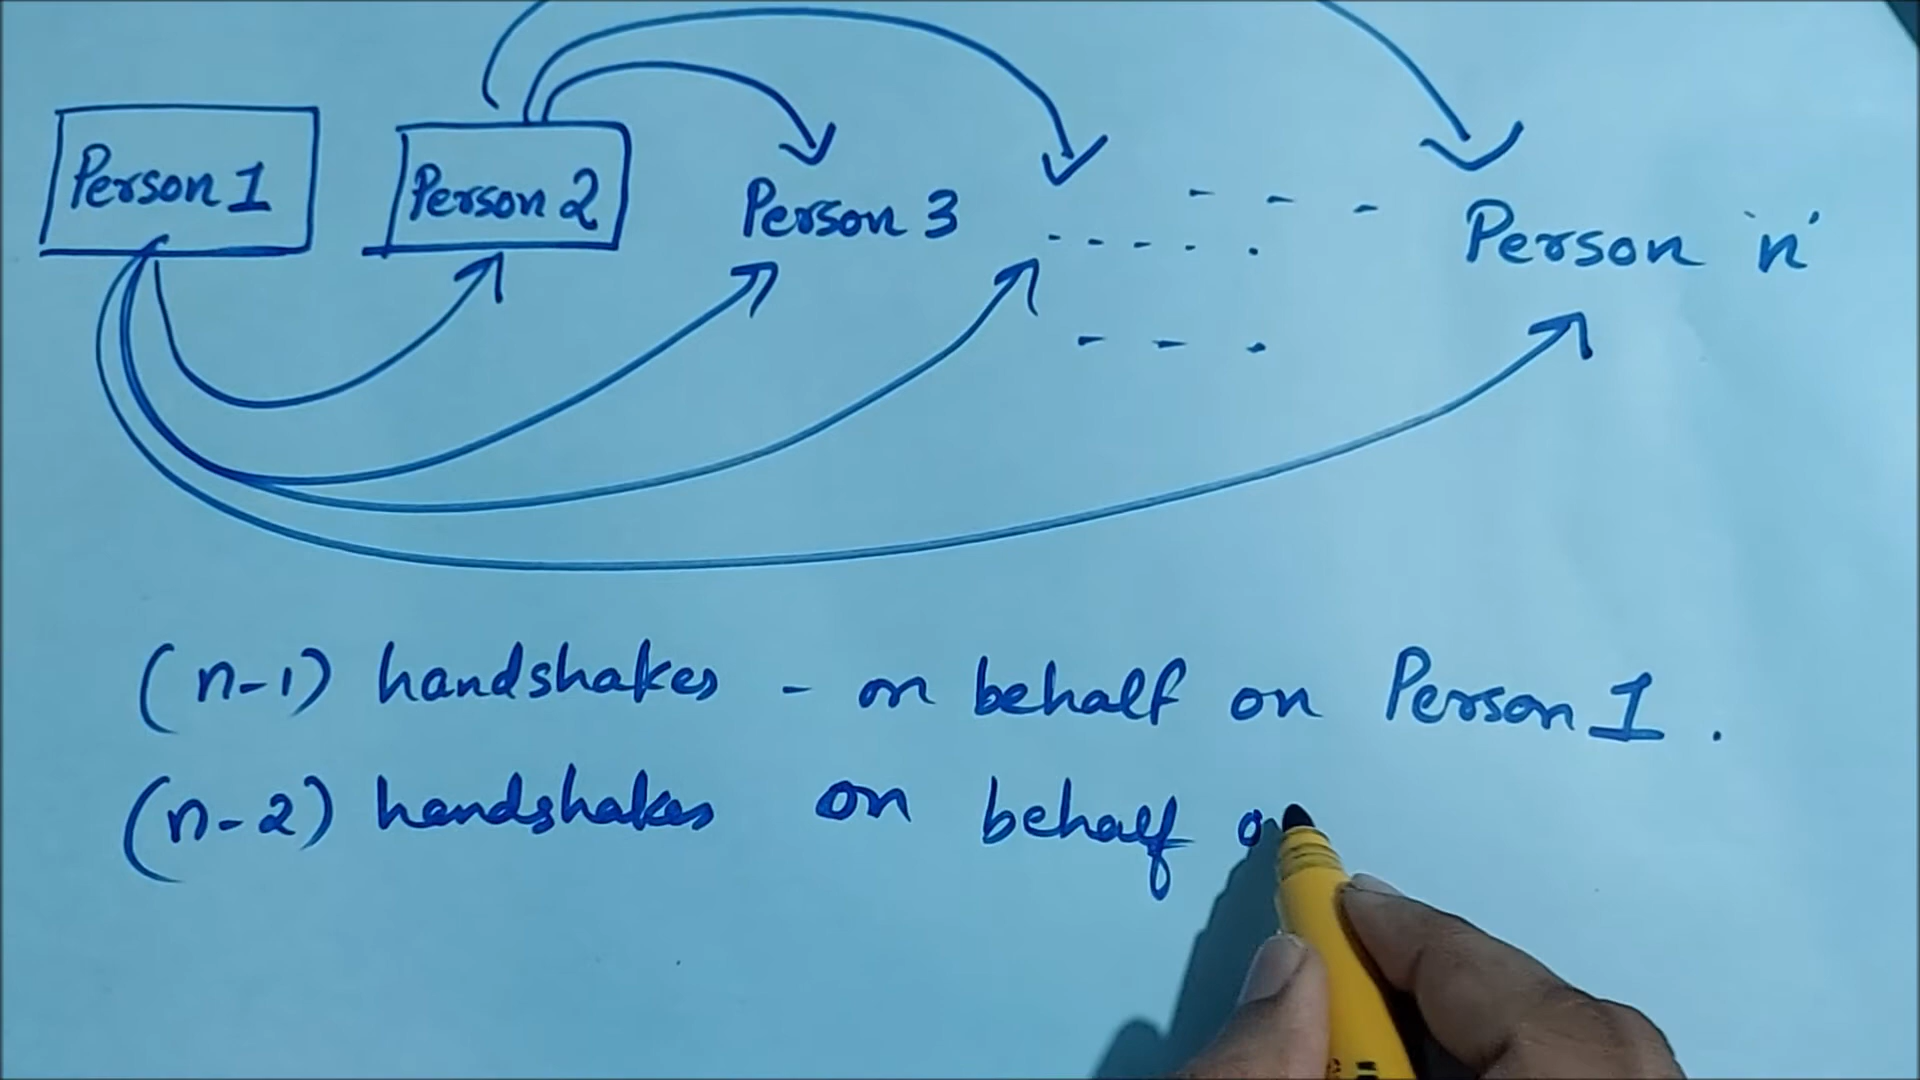 Person 1 Person 2 Person 3 ----- . - - - Person 'n'
(n-1) handshakes - on behalf on Person 1 .
(n-2) handshakes on behalf